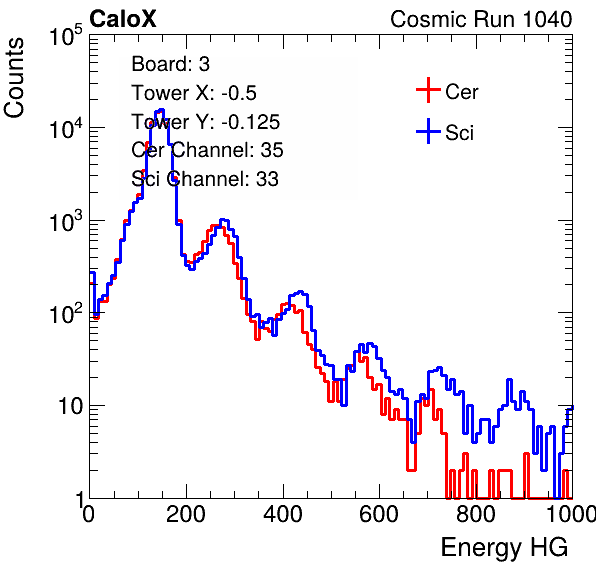 CaloX Cosmic Run 1040
Counts
Board: 3
Tower X: -0.5
Tower Y: -0.125
Cer Channel: 35
Sci Channel: 33
Cer
Sci
10^5
10^4
10^3
10^2
10
1
0 200 400 600 800 1000
Energy HG